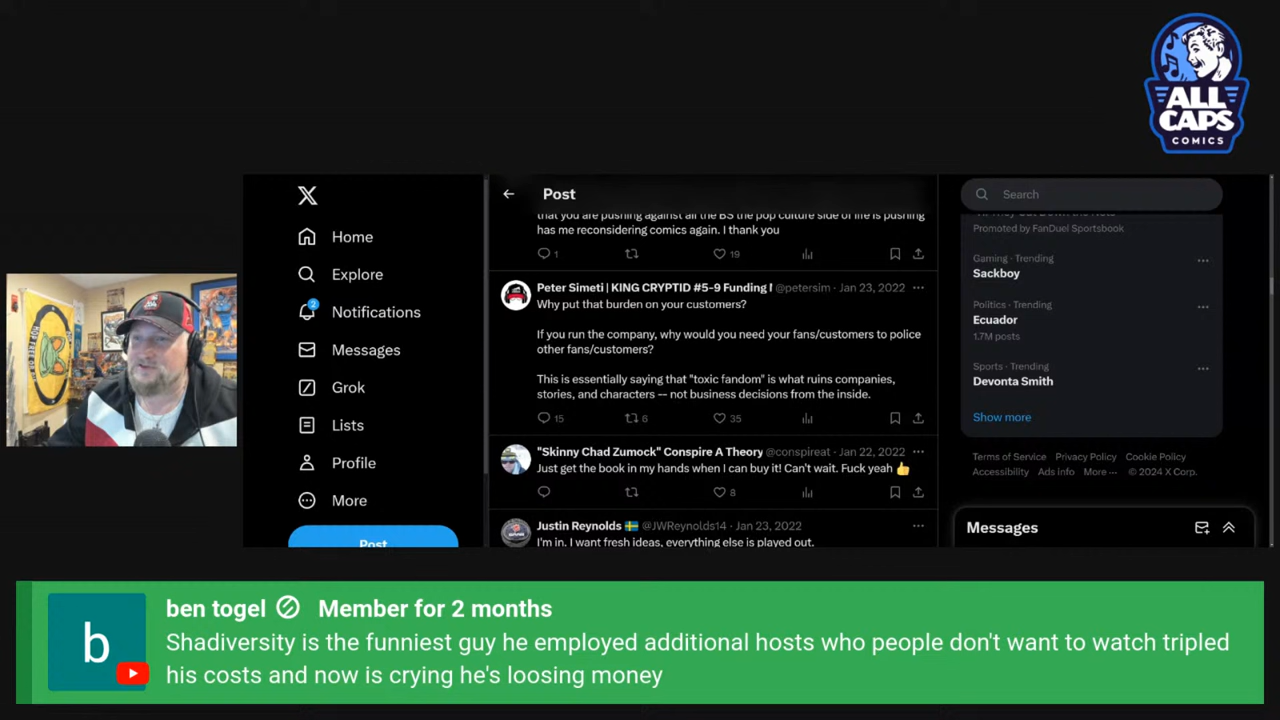 ALL
CAPS
COMICS
Home
Explore
2
Notifications
Messages
Grok
Lists
Profile
More
Post
Post
that you are pushing against all the BS the pop culture side of life is pushing
has me reconsidering comics again. I thank you
1
19
Peter Simeti | KING CRYPTID #5-9 Funding @petersim · Jan 23, 2022
Why put that burden on your customers?
If you run the company, why would you need your fans/customers to police
other fans/customers?
This is essentially saying that "toxic fandom" is what ruins companies,
stories, and characters -- not business decisions from the inside.
15 6 35
"Skinny Chad Zumock" Conspire A Theory @conspireat · Jan 22, 2022
Just get the book in my hands when I can buy it! Can't wait. Fuck yeah 👍
8
Justin Reynolds 🇸🇪 @JWReynolds14 · Jan 23, 2022
I'm in. I want fresh ideas, everything else is played out.
Search
Promoted by FanDuel Sportsbook
Gaming · Trending
Sackboy
Politics · Trending
Ecuador
1.7M posts
Sports · Trending
Devonta Smith
Show more
Terms of Service Privacy Policy Cookie Policy
Accessibility Ads info More ··· © 2024 X Corp.
Messages
b
ben togel Member for 2 months
Shadiversity is the funniest guy he employed additional hosts who people don't want to watch tripled
his costs and now is crying he's loosing money